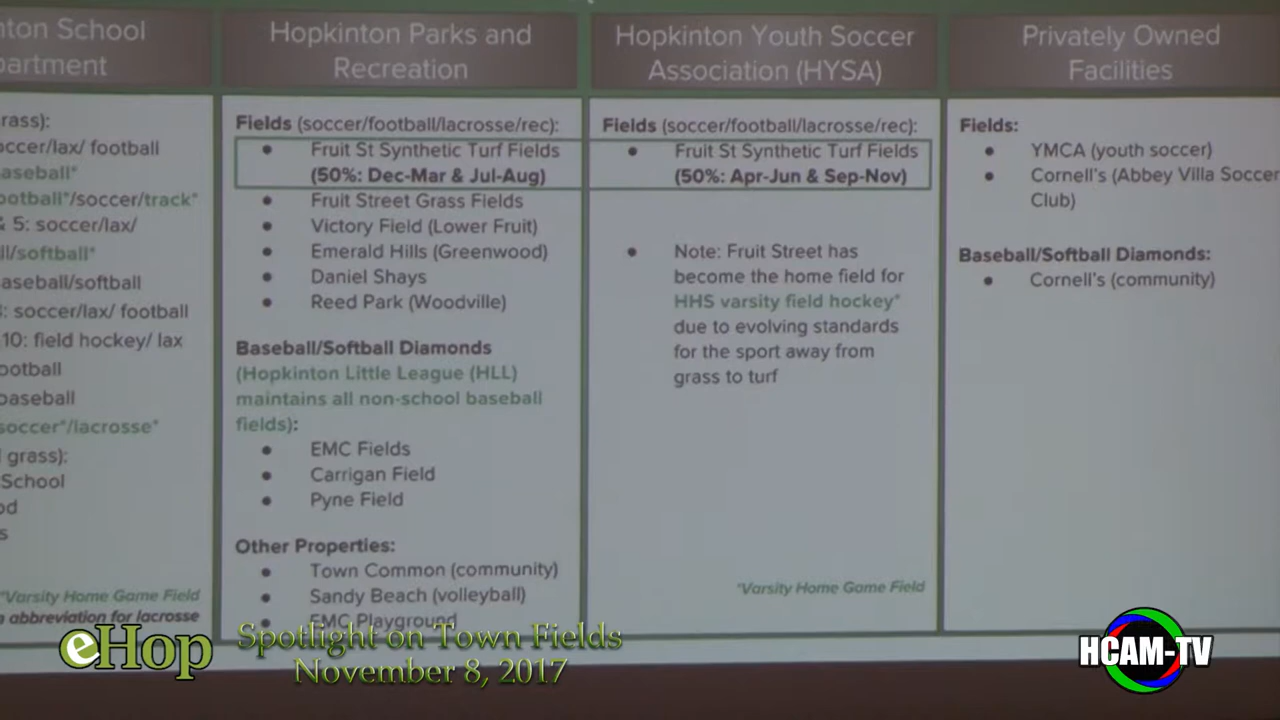 nton School
partment
rass):
occer/lax/ football
aseball*
ootball*/soccer/track*
& 5: soccer/lax/
ll/softball*
aseball/softball
: soccer/lax/ football
10: field hockey/ lax
ootball
baseball
soccer*/lacrosse*
grass):
School
od
s
*Varsity Home Game Field
abbreviation for lacrosse
Hopkinton Parks and
Recreation
Fields (soccer/football/lacrosse/rec):
● Fruit St Synthetic Turf Fields
(50%: Dec-Mar & Jul-Aug)
● Fruit Street Grass Fields
● Victory Field (Lower Fruit)
● Emerald Hills (Greenwood)
● Daniel Shays
● Reed Park (Woodville)
Baseball/Softball Diamonds
(Hopkinton Little League (HLL)
maintains all non-school baseball
fields):
● EMC Fields
● Carrigan Field
● Pyne Field
Other Properties:
● Town Common (community)
● Sandy Beach (volleyball)
● EMC Playground
Hopkinton Youth Soccer
Association (HYSA)
Fields (soccer/football/lacrosse/rec):
● Fruit St Synthetic Turf Fields
(50%: Apr-Jun & Sep-Nov)
● Note: Fruit Street has
become the home field for
HHS varsity field hockey*
due to evolving standards
for the sport away from
grass to turf
*Varsity Home Game Field
Privately Owned
Facilities
Fields:
● YMCA (youth soccer)
● Cornell's (Abbey Villa Soccer
Club)
Baseball/Softball Diamonds:
● Cornell's (community)
eHop
Spotlight on Town Fields
November 8, 2017
HCAM-TV